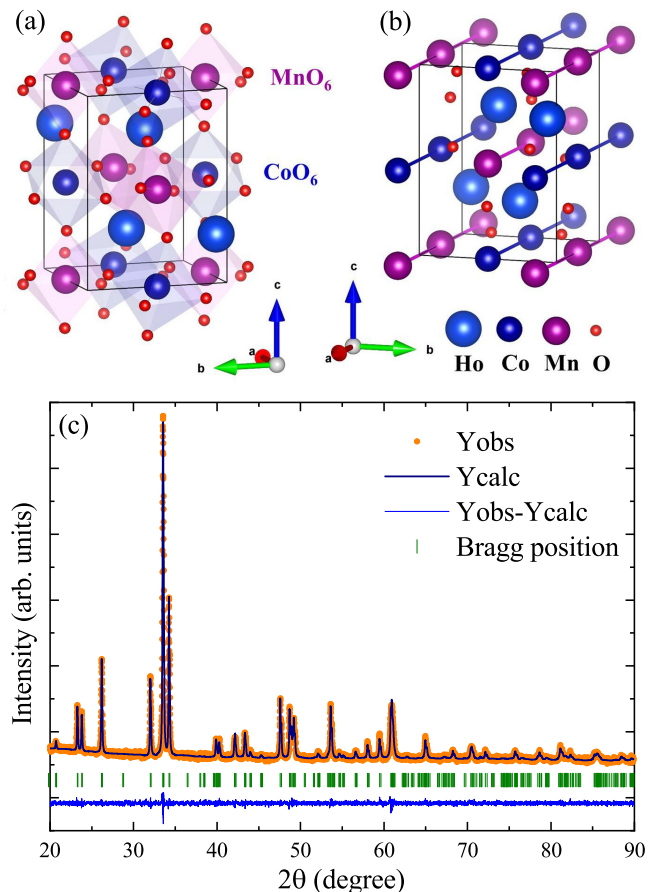 (a)
(b)
MnO₆
CoO₆
c
a
b
c
a
b
Ho Co Mn O
(c)
Yobs
Ycalc
Yobs-Ycalc
Bragg position
Intensity (arb. units)
20 30 40 50 60 70 80 90
2θ (degree)